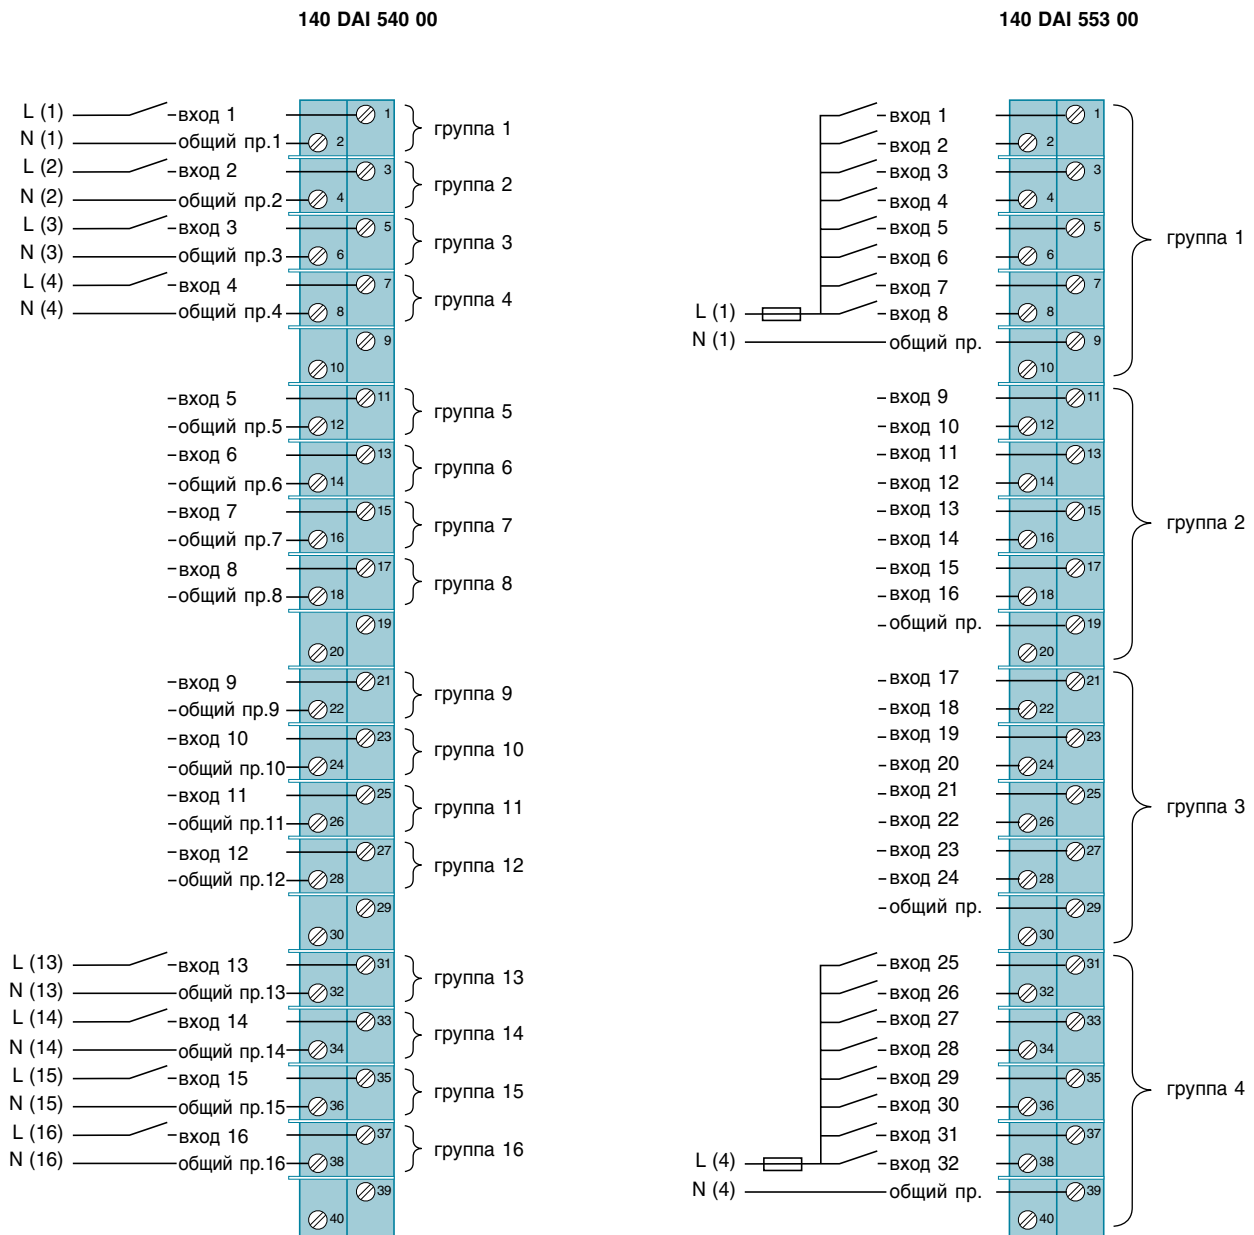 140 DAI 540 00
L (1) вход 1 1
N (1) общий пр.1 2 группа 1
L (2) вход 2 3
N (2) общий пр.2 4 группа 2
L (3) вход 3 5
N (3) общий пр.3 6 группа 3
L (4) вход 4 7
N (4) общий пр.4 8 группа 4
9
10
вход 5 11
общий пр.5 12 группа 5
вход 6 13
общий пр.6 14 группа 6
вход 7 15
общий пр.7 16 группа 7
вход 8 17
общий пр.8 18 группа 8
19
20
вход 9 21
общий пр.9 22 группа 9
вход 10 23
общий пр.10 24 группа 10
вход 11 25
общий пр.11 26 группа 11
вход 12 27
общий пр.12 28 группа 12
29
30
L (13) вход 13 31
N (13) общий пр.13 32 группа 13
L (14) вход 14 33
N (14) общий пр.14 34 группа 14
L (15) вход 15 35
N (15) общий пр.15 36 группа 15
L (16) вход 16 37
N (16) общий пр.16 38 группа 16
39
40
140 DAI 553 00
вход 1 1
вход 2 2
вход 3 3
вход 4 4
вход 5 5
группа 1
вход 6 6
вход 7 7
L (1) вход 8 8
N (1) общий пр. 9
10
вход 9 11
вход 10 12
вход 11 13
вход 12 14
вход 13 15
группа 2
вход 14 16
вход 15 17
вход 16 18
общий пр. 19
20
вход 17 21
вход 18 22
вход 19 23
вход 20 24
вход 21 25
группа 3
вход 22 26
вход 23 27
вход 24 28
общий пр. 29
30
вход 25 31
вход 26 32
вход 27 33
вход 28 34
вход 29 35
группа 4
вход 30 36
вход 31 37
L (4) вход 32 38
N (4) общий пр. 39
40